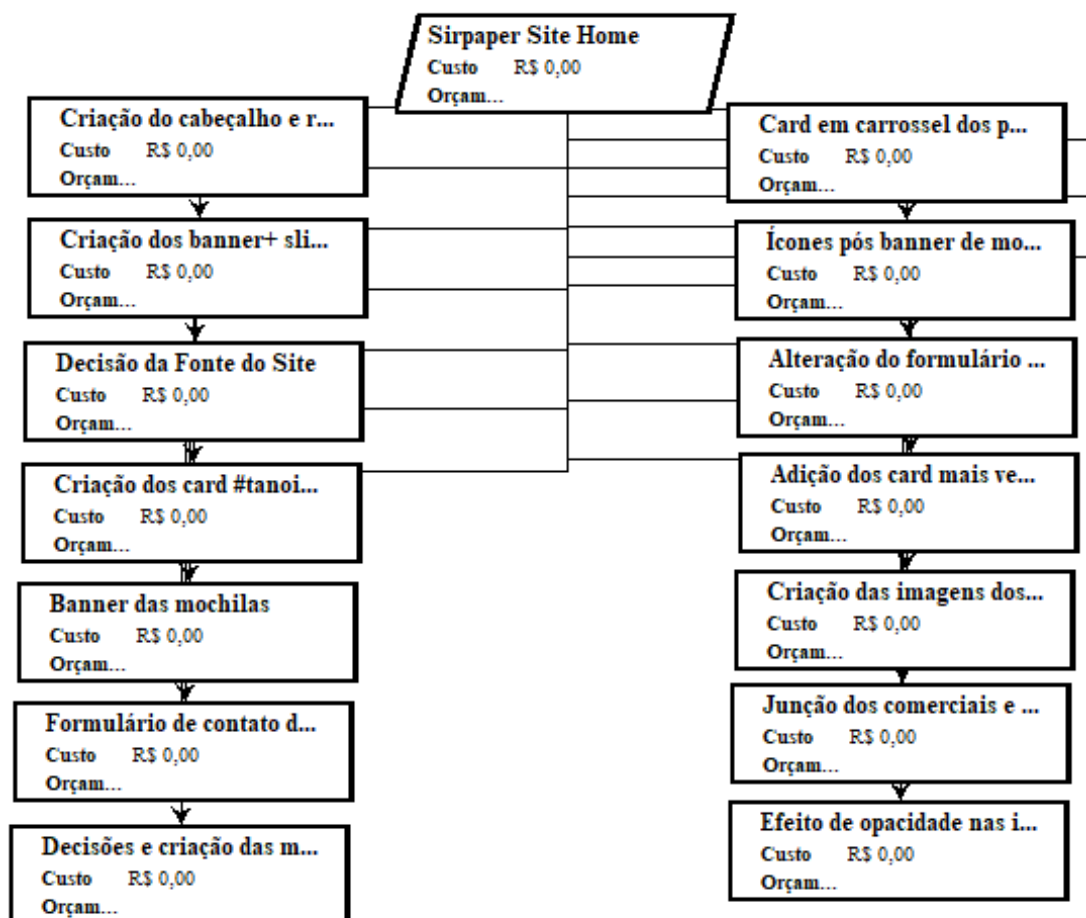 Sirpaper Site Home
Custo R$ 0,00
Orçam...
Criação do cabeçalho e r...
Custo R$ 0,00
Orçam...
Criação dos banner+ sli...
Custo R$ 0,00
Orçam...
Decisão da Fonte do Site
Custo R$ 0,00
Orçam...
Criação dos card #tanoi...
Custo R$ 0,00
Orçam...
Banner das mochilas
Custo R$ 0,00
Orçam...
Formulário de contato d...
Custo R$ 0,00
Orçam...
Decisões e criação das m...
Custo R$ 0,00
Orçam...
Card em carrossel dos p...
Custo R$ 0,00
Orçam...
Ícones pós banner de mo...
Custo R$ 0,00
Orçam...
Alteração do formulário ...
Custo R$ 0,00
Orçam...
Adição dos card mais ve...
Custo R$ 0,00
Orçam...
Criação das imagens dos...
Custo R$ 0,00
Orçam...
Junção dos comerciais e ...
Custo R$ 0,00
Orçam...
Efeito de opacidade nas i...
Custo R$ 0,00
Orçam...